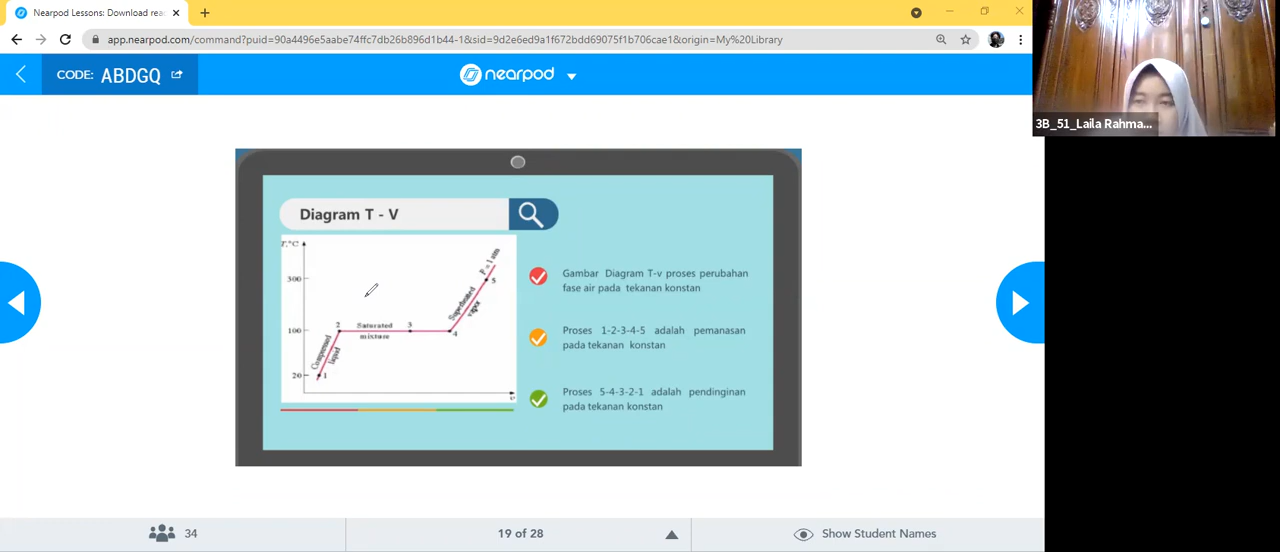 Nearpod Lessons: Download rea
app.nearpod.com/command?puid=90a4496e5aabe74ffc7db26b896d1b44-1&sid=9d2e6ed9a1f672bdd69075f1b706cae1&origin=My%20Library
CODE: ABDGQ
nearpod
3B_51_Laila Rahma...
Diagram T - V
T, °C
300
100
20
1
2
3
4
5
Compressed
liquid
Saturated
mixture
Superheated
vapor
P = 1 atm
v
Gambar Diagram T-v proses perubahan
fase air pada tekanan konstan
Proses 1-2-3-4-5 adalah pemanasan
pada tekanan konstan
Proses 5-4-3-2-1 adalah pendinginan
pada tekanan konstan
34
19 of 28
Show Student Names